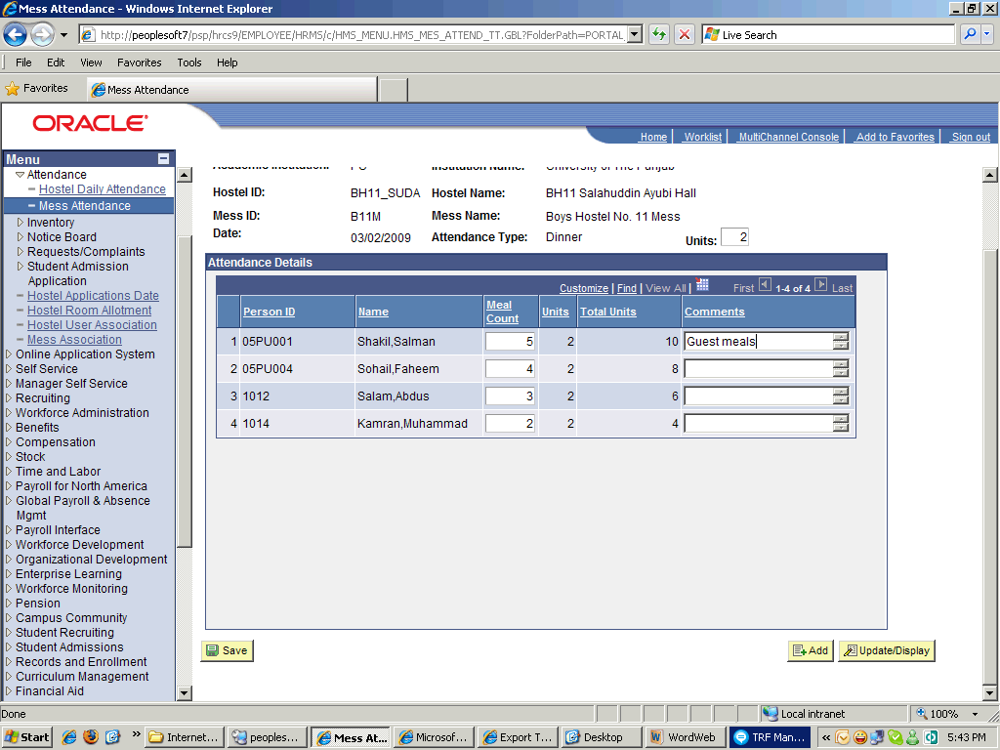 Mess Attendance - Windows Internet Explorer
http://peoplesoft7/psp/hrcs9/EMPLOYEE/HRMS/c/HMS_MENU.HMS_MES_ATTEND_TT.GBL?FolderPath=PORTAL
Live Search
File Edit View Favorites Tools Help
Favorites Mess Attendance
ORACLE
Home Worklist MultiChannel Console Add to Favorites Sign out
Menu
Attendance
Hostel Daily Attendance
Mess Attendance
Inventory
Notice Board
Requests/Complaints
Student Admission
Application
Hostel Applications Date
Hostel Room Allotment
Hostel User Association
Mess Association
Online Application System
Self Service
Manager Self Service
Recruiting
Workforce Administration
Benefits
Compensation
Stock
Time and Labor
Payroll for North America
Global Payroll & Absence
Mgmt
Payroll Interface
Workforce Development
Organizational Development
Enterprise Learning
Workforce Monitoring
Pension
Campus Community
Student Recruiting
Student Admissions
Records and Enrollment
Curriculum Management
Financial Aid
Academic Institution: PU Institution Name: University of The Punjab
Hostel ID: BH11_SUDA Hostel Name: BH11 Salahuddin Ayubi Hall
Mess ID: B11M Mess Name: Boys Hostel No. 11 Mess
Date: 03/02/2009 Attendance Type: Dinner Units: 2
Attendance Details
Customize | Find | View All | First 1-4 of 4 Last
Person ID Name Meal Count Units Total Units Comments
1 05PU001 Shakil,Salman 5 2 10 Guest meals
2 05PU004 Sohail,Faheem 4 2 8
3 1012 Salam,Abdus 3 2 6
4 1014 Kamran,Muhammad 2 2 4
Save Add Update/Display
Done Local intranet 100%
Start » Internet... peoples... Mess At... Microsof... Export T... Desktop WordWeb TRF Man... « 5:43 PM